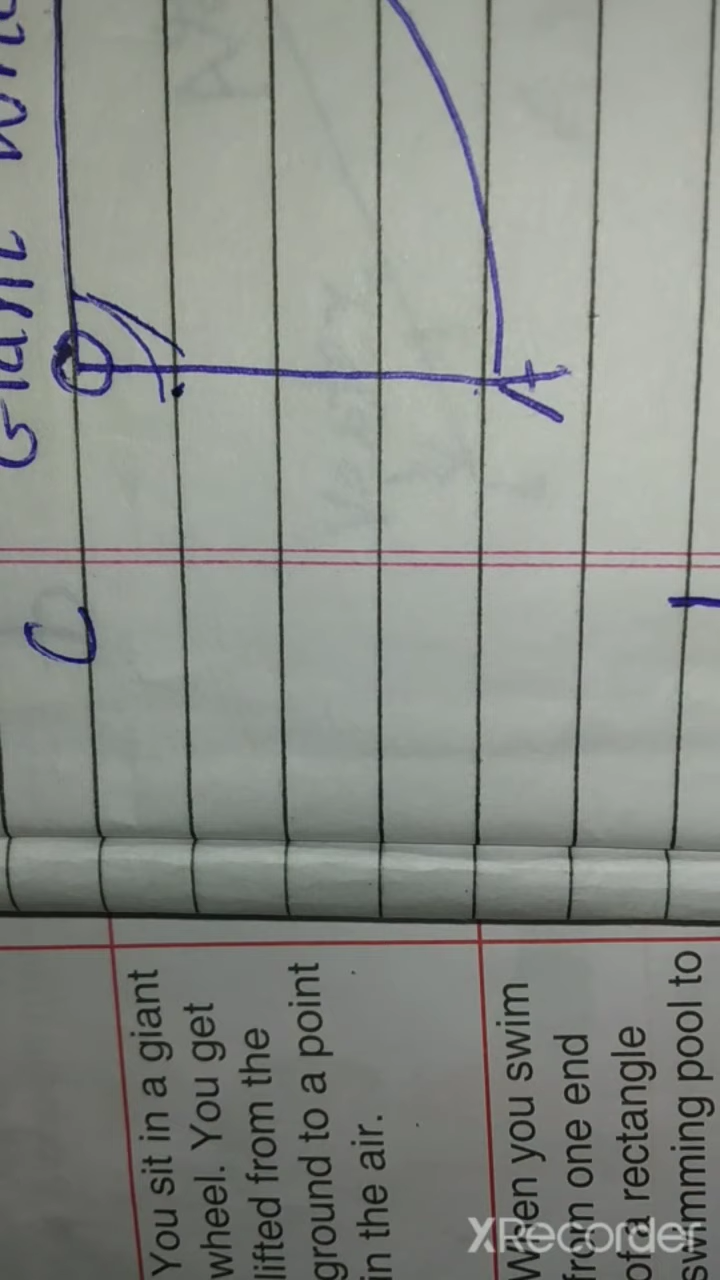 Giant
C
A
You sit in a giant
wheel. You get
lifted from the
ground to a point
in the air.
When you swim
from one end
of a rectangle
swimming pool to
XRecorder